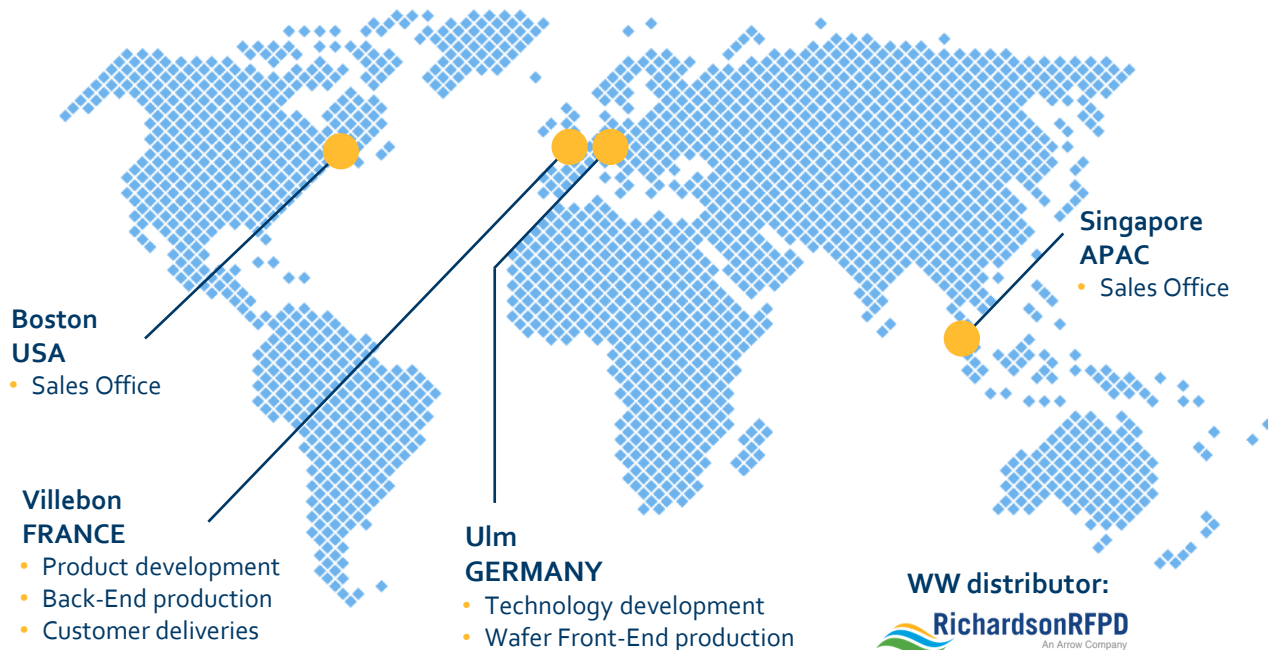 Boston
USA
• Sales Office
Villebon
FRANCE
• Product development
• Back-End production
• Customer deliveries
Ulm
GERMANY
• Technology development
• Wafer Front-End production
Singapore
APAC
• Sales Office
WW distributor:
RichardsonRFPD
An Arrow Company